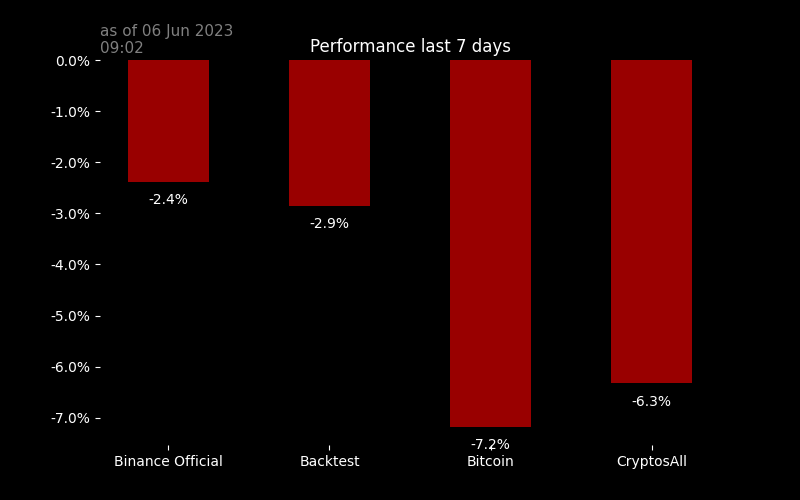 as of 06 Jun 2023
09:02
Performance last 7 days
0.0%
-1.0%
-2.0%
-3.0%
-4.0%
-5.0%
-6.0%
-7.0%
-2.4%
-2.9%
-7.2%
-6.3%
Binance Official
Backtest
Bitcoin
CryptosAll